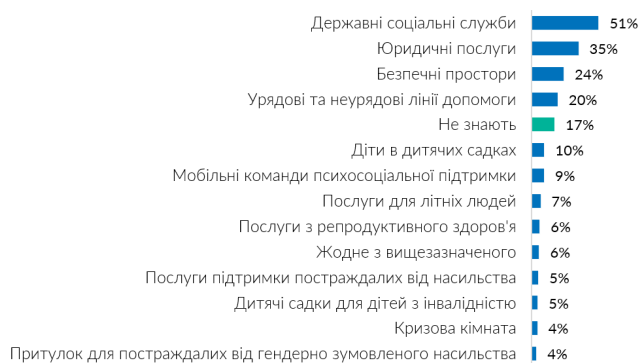 Державні соціальні служби 51%
Юридичні послуги 35%
Безпечні простори 24%
Урядові та неурядові лінії допомоги 20%
Не знають 17%
Діти в дитячих садках 10%
Мобільні команди психосоціальної підтримки 9%
Послуги для літніх людей 7%
Послуги з репродуктивного здоров'я 6%
Жодне з вищезазначеного 6%
Послуги підтримки постраждалих від насильства 5%
Дитячі садки для дітей з інвалідністю 5%
Кризова кімната 4%
Притулок для постраждалих від гендерно зумовленого насильства 4%